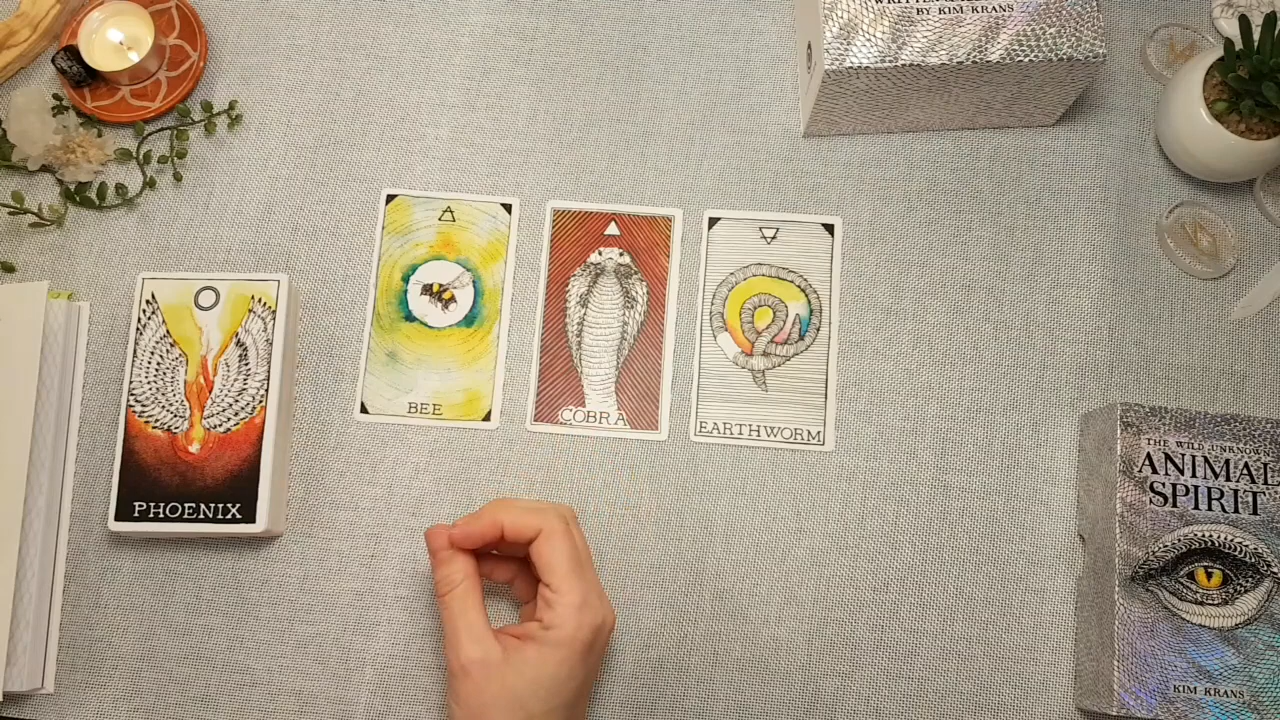 BY KIM KRANS
BEE
COBRA
EARTHWORM
PHOENIX
THE WILD UNKNOWN
ANIMAL
SPIRIT
KIM KRANS